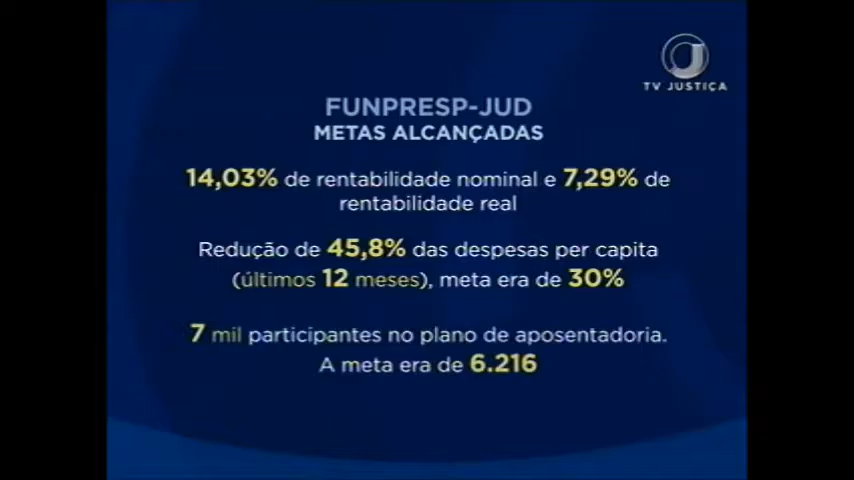 TV JUSTIÇA
FUNPRESP-JUD
METAS ALCANÇADAS
14,03% de rentabilidade nominal e 7,29% de
rentabilidade real
Redução de 45,8% das despesas per capita
(últimos 12 meses), meta era de 30%
7 mil participantes no plano de aposentadoria.
A meta era de 6.216